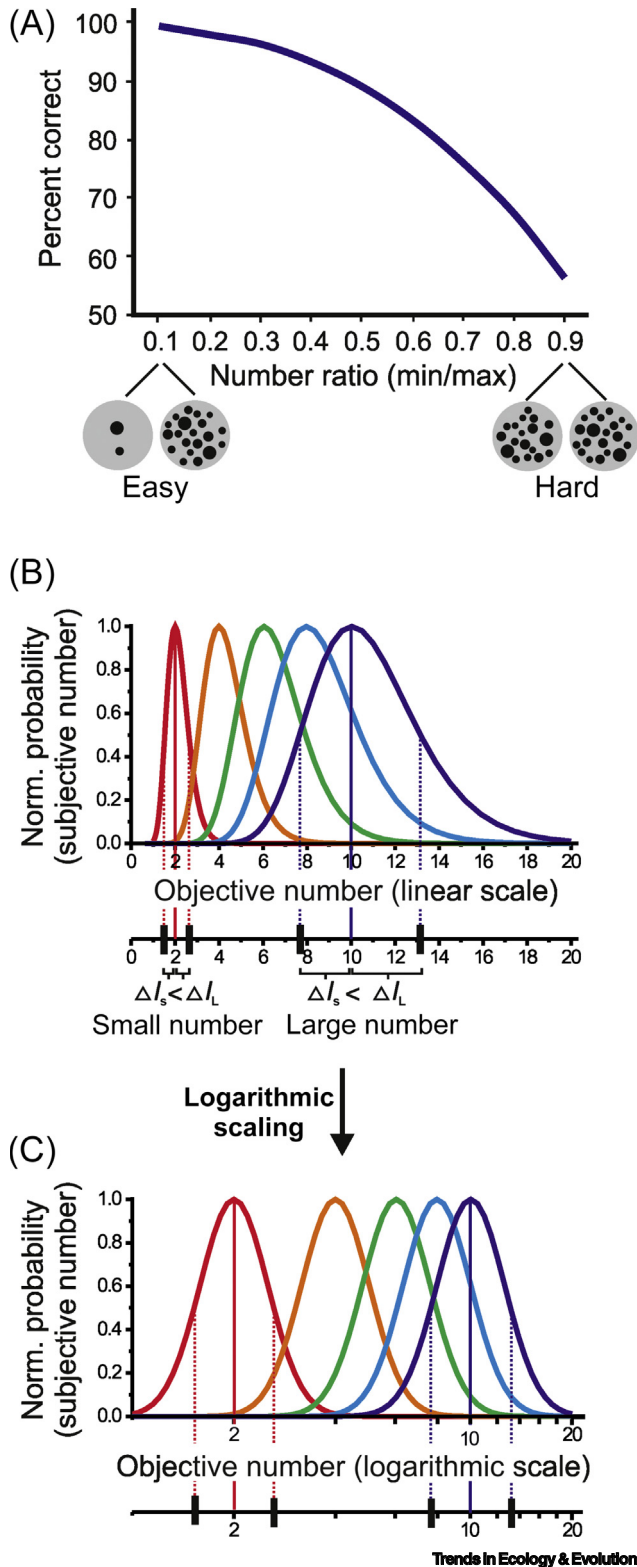 (A)
Percent correct
100
90
80
70
60
50
0.1 0.2 0.3 0.4 0.5 0.6 0.7 0.8 0.9
Number ratio (min/max)
Easy
Hard
(B)
Norm. probability
(subjective number)
1.0
0.8
0.6
0.4
0.2
0.0
0 2 4 6 8 10 12 14 16 18 20
Objective number (linear scale)
0 2 4 6 8 10 12 14 16 18 20
△Is<△IL △Is< △IL
Small number Large number
Logarithmic
scaling
(C)
Norm. probability
(subjective number)
1.0
0.8
0.6
0.4
0.2
0.0
2 10 20
Objective number (logarithmic scale)
2 10 20
Trends in Ecology & Evolution